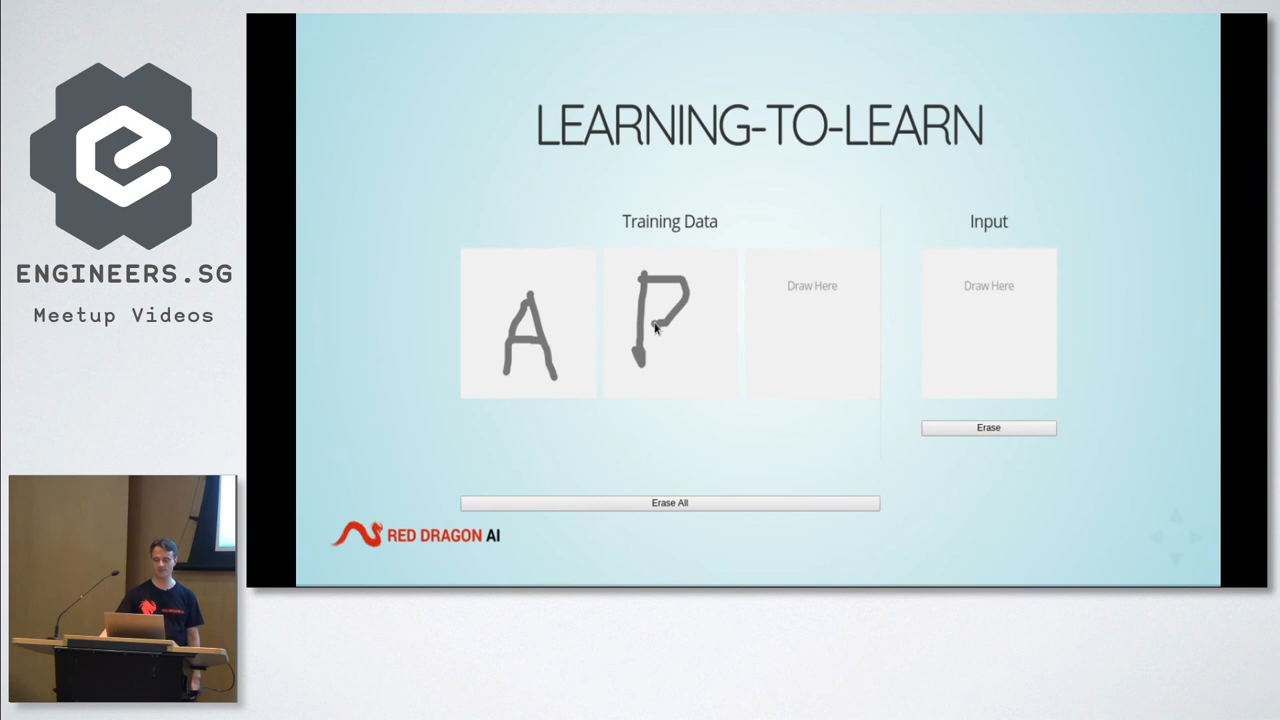 ENGINEERS.SG
Meetup Videos
LEARNING-TO-LEARN
Training Data
Input
A
P
Draw Here
Draw Here
Erase
Erase All
RED DRAGON AI